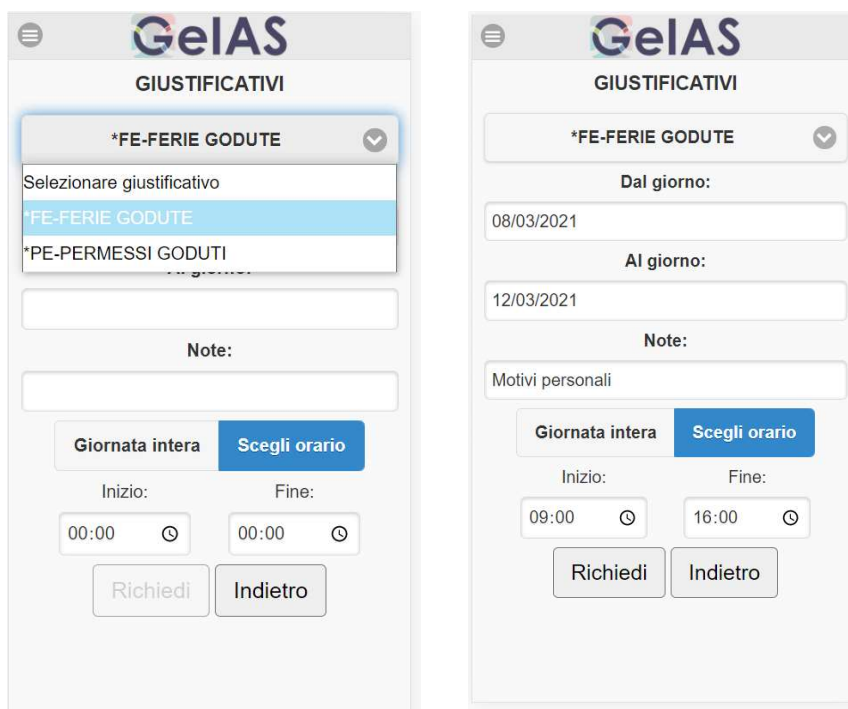 GeIAS
GIUSTIFICATIVI
*FE-FERIE GODUTE
Selezionare giustificativo
*FE-FERIE GODUTE
*PE-PERMESSI GODUTI
Note:
Giornata intera
Scegli orario
Inizio:
Fine:
00:00
00:00
Richiedi
Indietro
GeIAS
GIUSTIFICATIVI
*FE-FERIE GODUTE
Dal giorno:
08/03/2021
Al giorno:
12/03/2021
Note:
Motivi personali
Giornata intera
Scegli orario
Inizio:
Fine:
09:00
16:00
Richiedi
Indietro